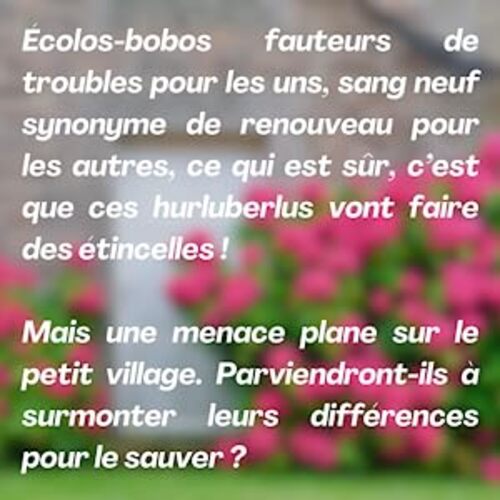 Écolos-bobos fauteurs de
troubles pour les uns, sang neuf
synonyme de renouveau pour
les autres, ce qui est sûr, c'est
que ces hurluberlus vont faire
des étincelles !
Mais une menace plane sur le
petit village. Parviendront-ils à
surmonter leurs différences
pour le sauver ?